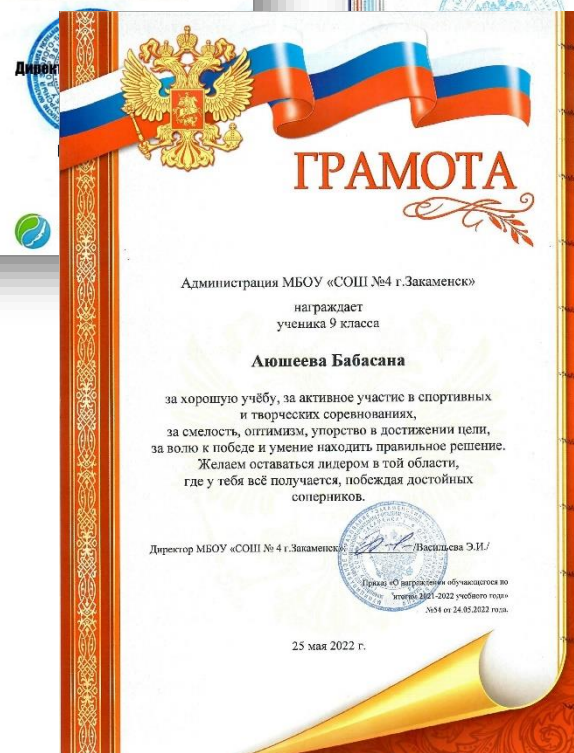 Дирек
ГРАМОТА
Администрация МБОУ «СОШ №4 г.Закаменск»
награждает
ученика 9 класса
Аюшеева Бабасана
за хорошую учёбу, за активное участие в спортивных
и творческих соревнованиях,
за смелость, оптимизм, упорство в достижении цели,
за волю к победе и умение находить правильное решение.
Желаем оставаться лидером в той области,
где у тебя всё получается, побеждая достойных
соперников.
Директор МБОУ «СОШ № 4 г.Закаменск» /Васильева Э.И./
Приказ «О награждении обучающегося по
итогам 2021-2022 учебного года»
№54 от 24.05.2022 года.
25 мая 2022 г.